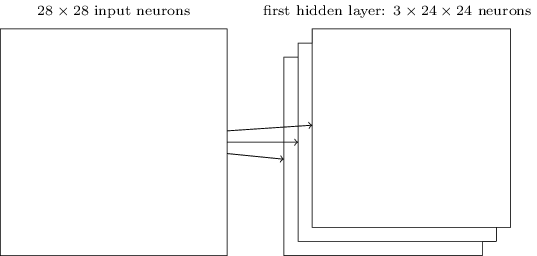 28 × 28 input neurons
first hidden layer: 3 × 24 × 24 neurons